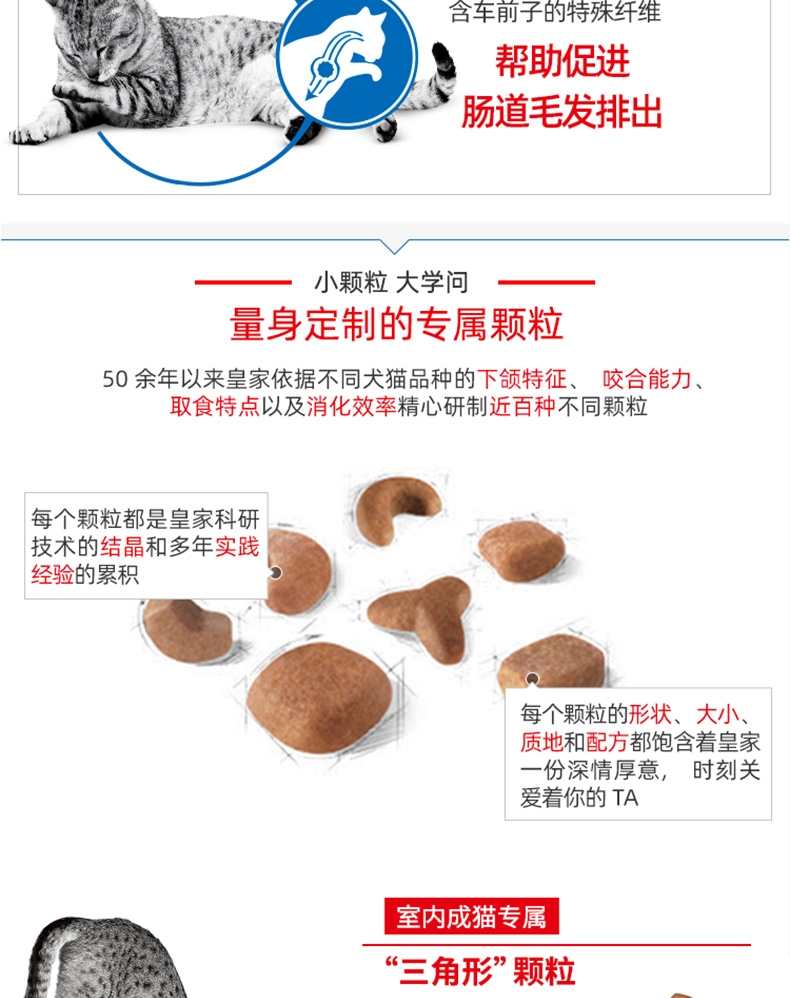 含车前子的特殊纤维
帮助促进
肠道毛发排出
小颗粒 大学问
量身定制的专属颗粒
50 余年以来皇家依据不同犬猫品种的下颌特征、 咬合能力、
取食特点以及消化效率精心研制近百种不同颗粒
每个颗粒都是皇家科研
技术的结晶和多年实践
经验的累积
每个颗粒的形状、大小、
质地和配方都饱含着皇家
一份深情厚意, 时刻关
爱着你的 TA
室内成猫专属
“三角形”颗粒